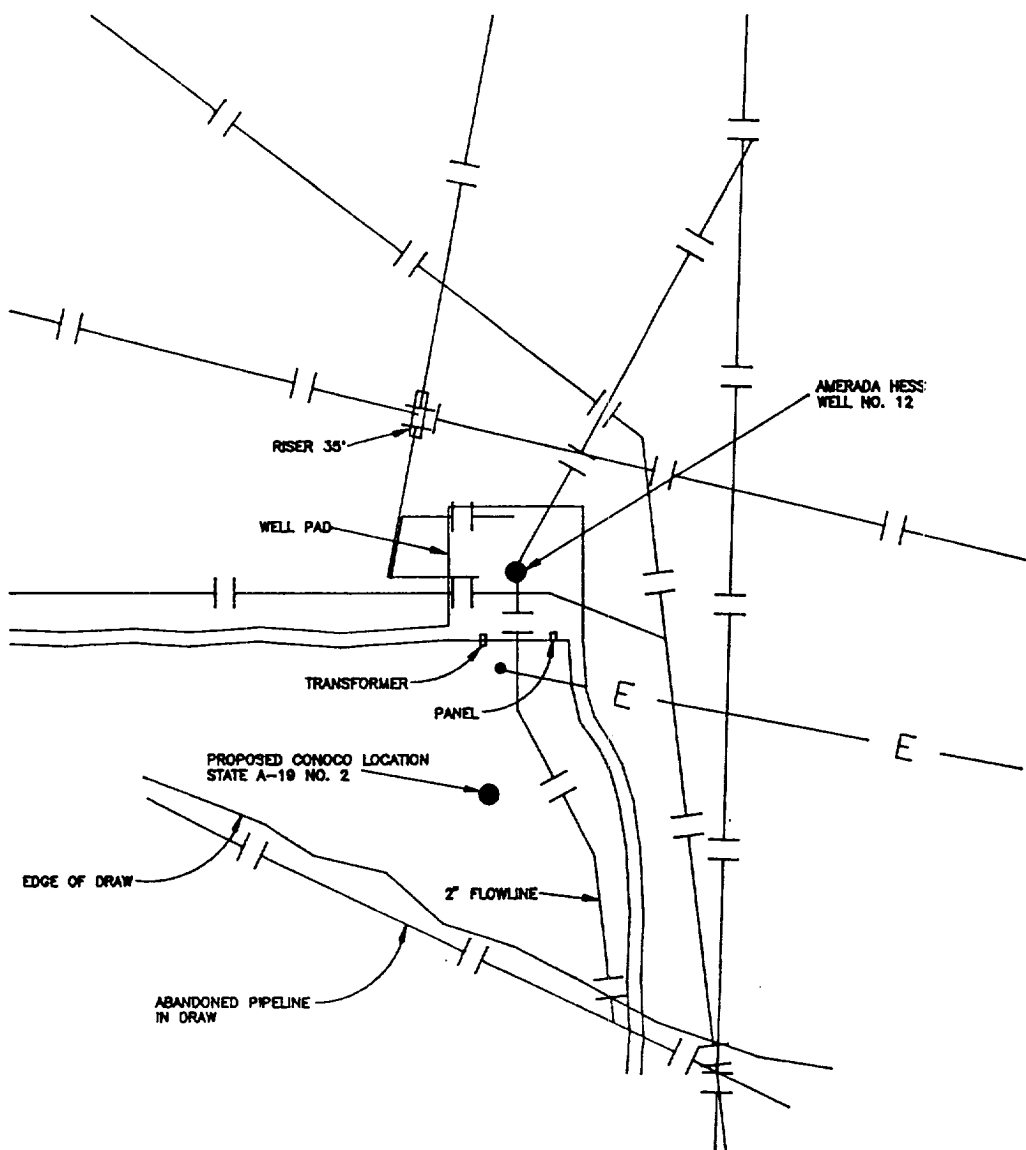 AMERADA HESS
WELL NO. 12
RISER 35'
WELL PAD
TRANSFORMER
PANEL
E
E
PROPOSED CONOCO LOCATION
STATE A-19 NO. 2
EDGE OF DRAW
2" FLOWLINE
ABANDONED PIPELINE
IN DRAW